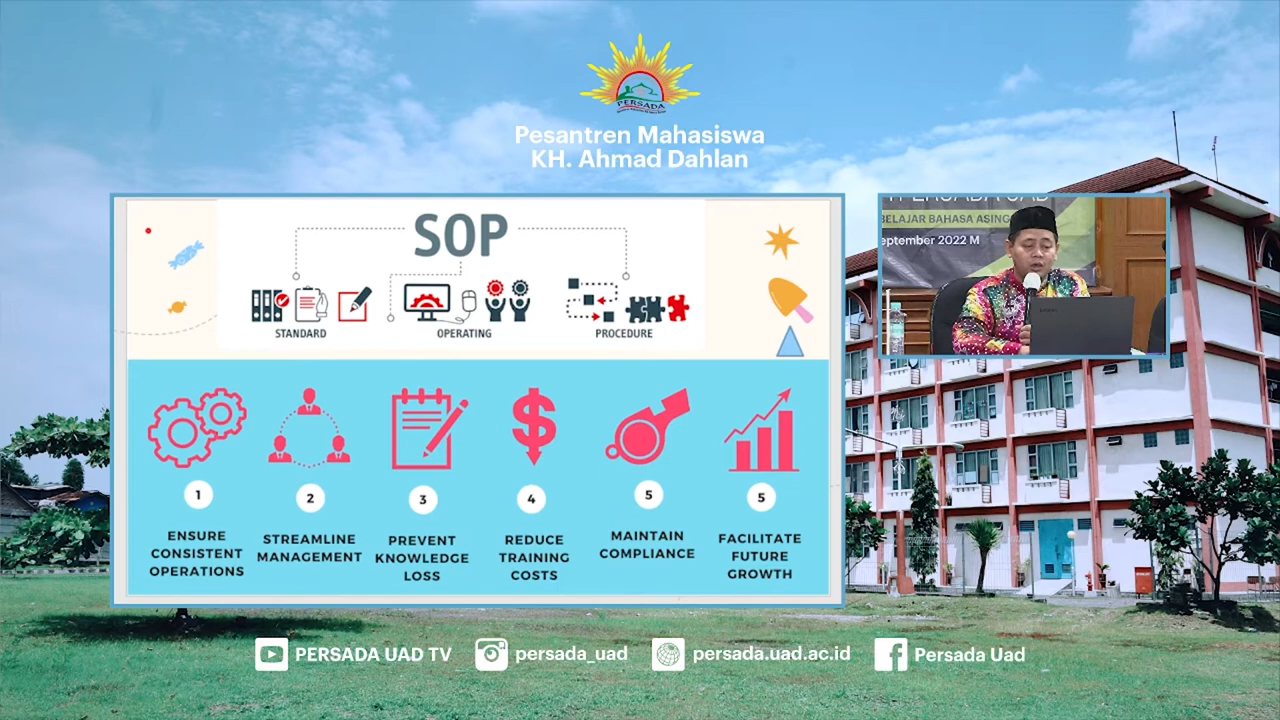 PERSADA
Pesantren Mahasiswa
KH. Ahmad Dahlan
SOP
STANDARD
OPERATING
PROCEDURE
1
ENSURE
CONSISTENT
OPERATIONS
2
STREAMLINE
MANAGEMENT
3
PREVENT
KNOWLEDGE
LOSS
4
REDUCE
TRAINING
COSTS
5
MAINTAIN
COMPLIANCE
5
FACILITATE
FUTURE
GROWTH
PERSADA UAD
BELAJAR BAHASA ASING
eptember 2022 M
PERSADA UAD TV
persada_uad
persada.uad.ac.id
Persada Uad